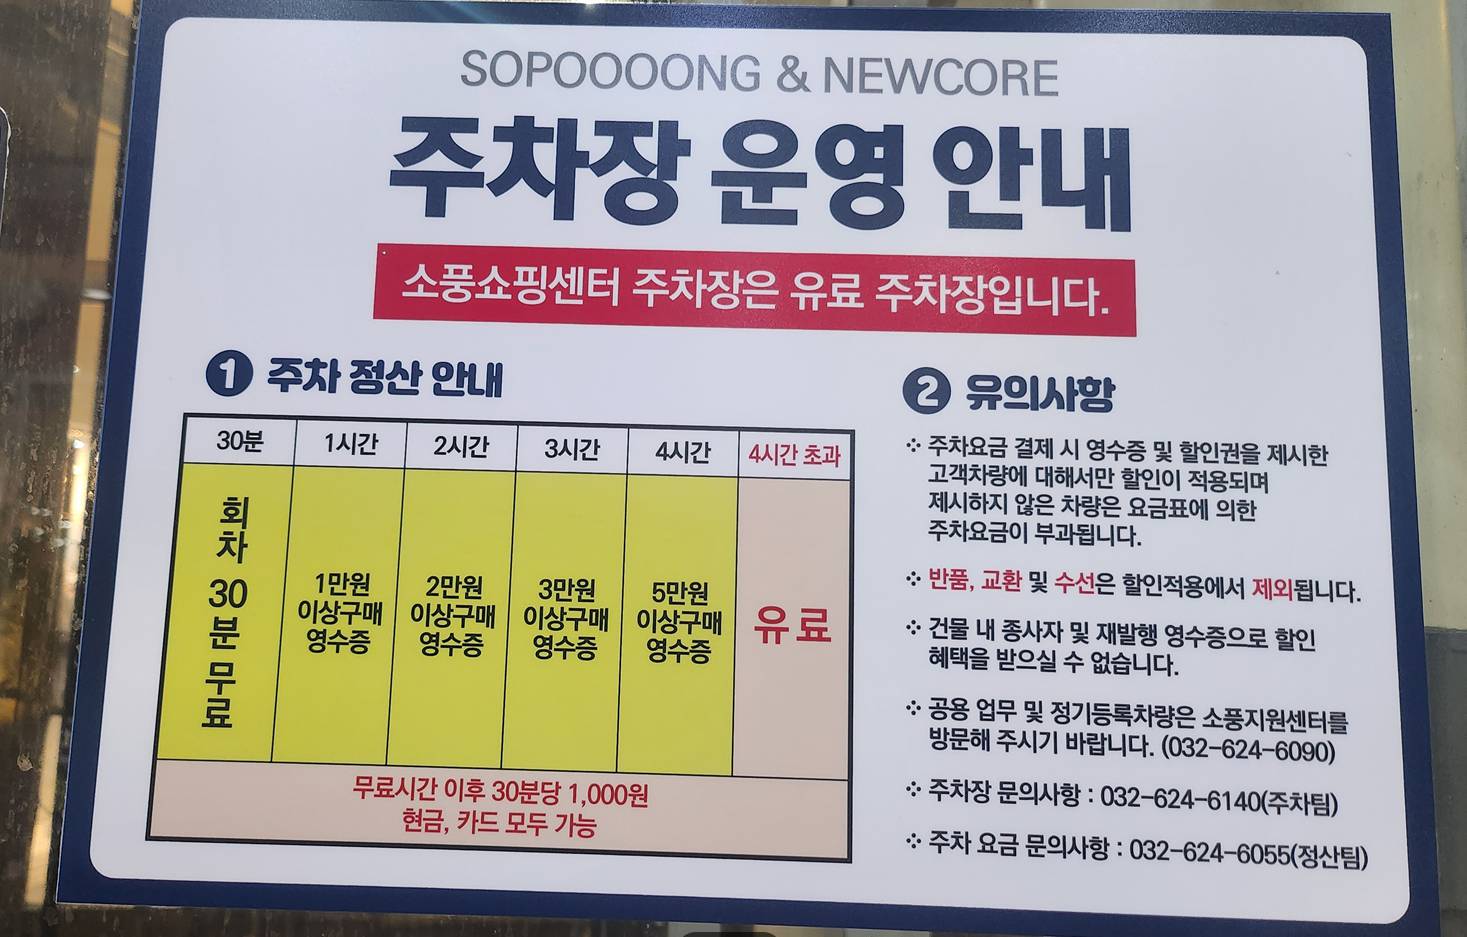 SOPOOOONG & NEWCORE
주차장 운영 안내
소풍쇼핑센터 주차장은 유료 주차장입니다.
1 주차 정산 안내
30분 1시간 2시간 3시간 4시간 4시간 초과
회차 30분 무료
1만원
이상구매
영수증
2만원
이상구매
영수증
3만원
이상구매
영수증
5만원
이상구매
영수증
유료
무료시간 이후 30분당 1,000원
현금, 카드 모두 가능
2 유의사항
주차요금 결제 시 영수증 및 할인권을 제시한
고객차량에 대해서만 할인이 적용되며
제시하지 않은 차량은 요금표에 의한
주차요금이 부과됩니다.
반품, 교환 및 수선은 할인적용에서 제외됩니다.
건물 내 종사자 및 재발행 영수증으로 할인
혜택을 받으실 수 없습니다.
공용 업무 및 정기등록차량은 소풍지원센터를
방문해 주시기 바랍니다. (032-624-6090)
주차장 문의사항 : 032-624-6140(주차팀)
주차 요금 문의사항 : 032-624-6055(정산팀)